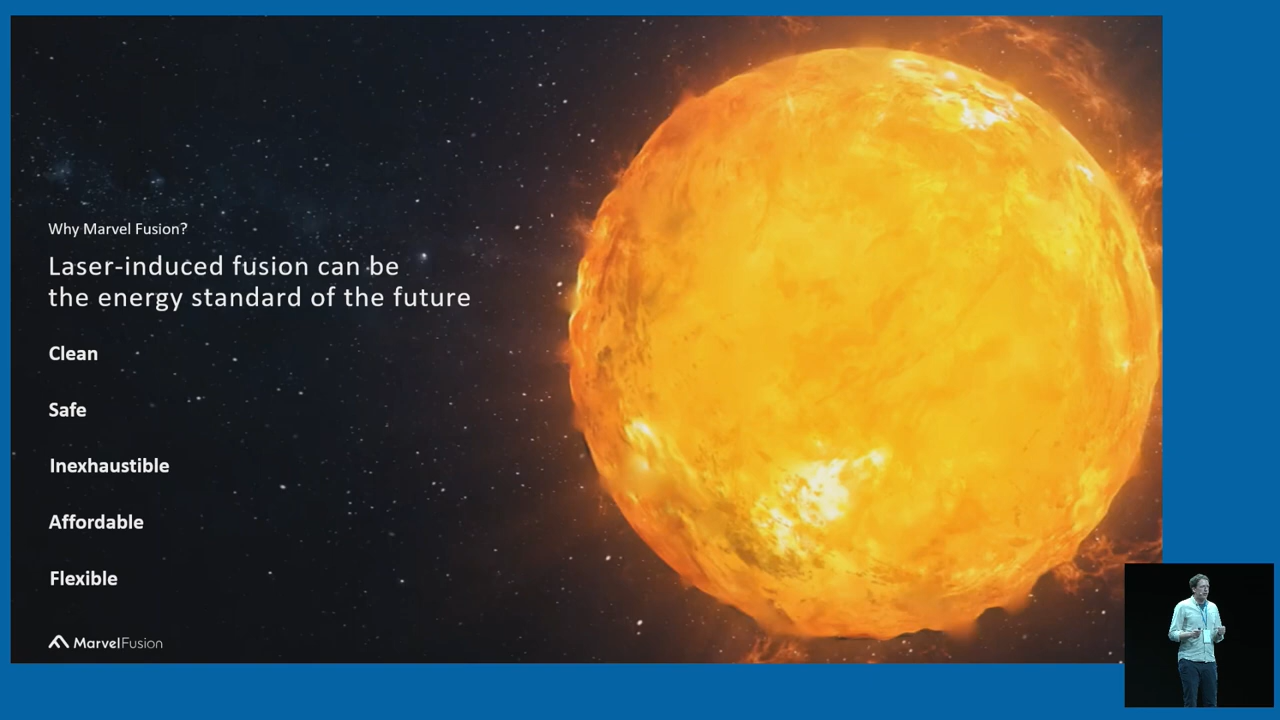 Why Marvel Fusion?
Laser-induced fusion can be
the energy standard of the future
Clean
Safe
Inexhaustible
Affordable
Flexible
MarvelFusion